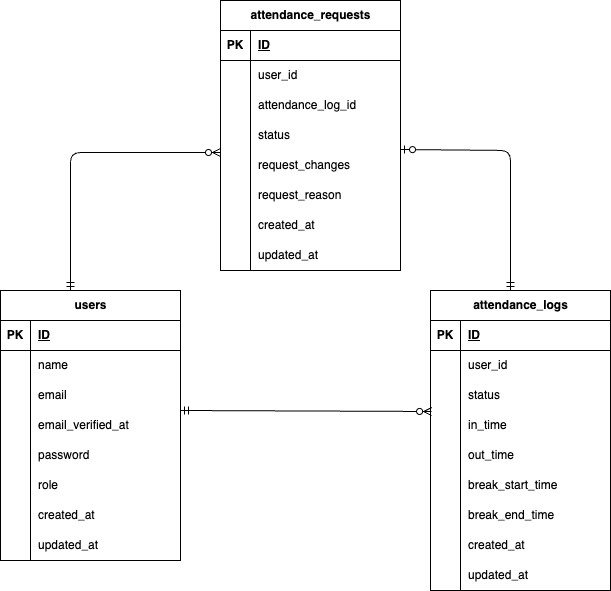 attendance_requests
PK ID
user_id
attendance_log_id
status
request_changes
request_reason
created_at
updated_at
users
PK ID
name
email
email_verified_at
password
role
created_at
updated_at
attendance_logs
PK ID
user_id
status
in_time
out_time
break_start_time
break_end_time
created_at
updated_at